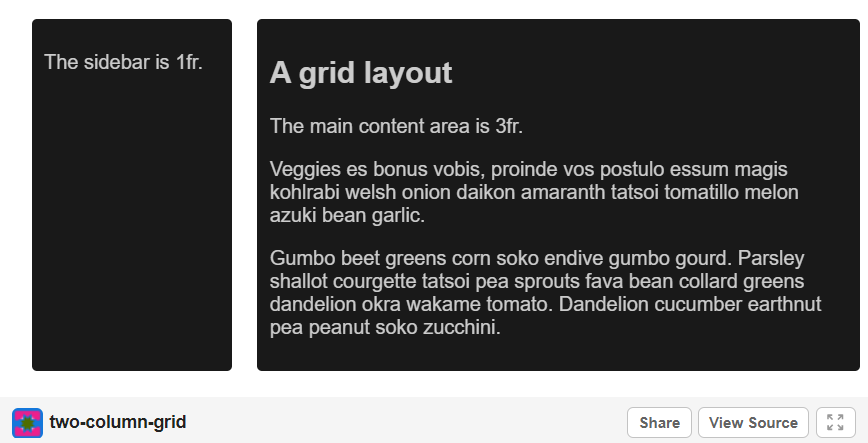 The sidebar is 1fr.
A grid layout
The main content area is 3fr.
Veggies es bonus vobis, proinde vos postulo essum magis
kohlrabi welsh onion daikon amaranth tatsoi tomatillo melon
azuki bean garlic.
Gumbo beet greens corn soko endive gumbo gourd. Parsley
shallot courgette tatsoi pea sprouts fava bean collard greens
dandelion okra wakame tomato. Dandelion cucumber earthnut
pea peanut soko zucchini.
two-column-grid
Share
View Source